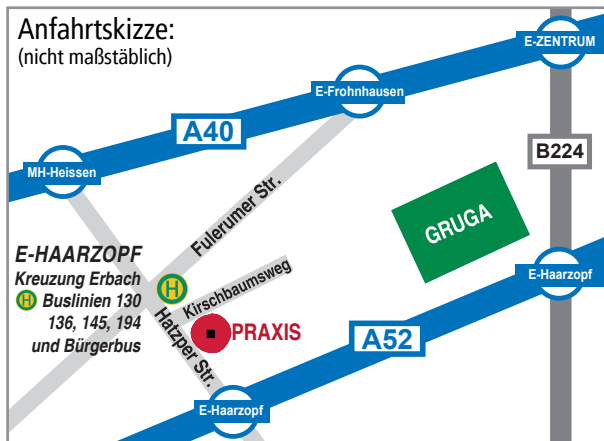 Anfahrtskizze:
(nicht maßstäblich)
E-ZENTRUM
E-Frohnhausen
A40
B224
MH-Heissen
Fulerumer Str.
GRUGA
E-HAARZOPF
Kreuzung Erbach
H Buslinien 130
136, 145, 194
und Bürgerbus
H
Kirschbaumsweg
E-Haarzopf
Hatzper Str.
PRAXIS
A52
E-Haarzopf